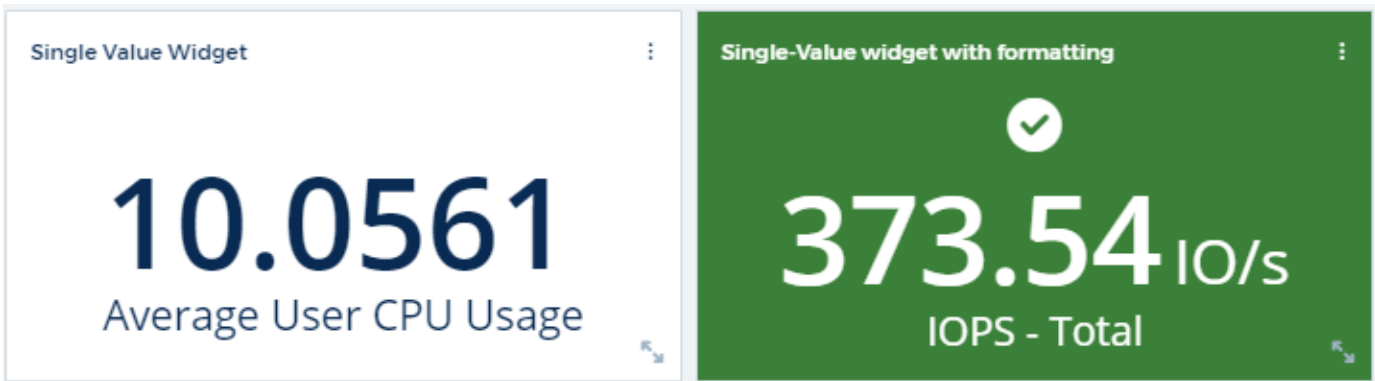 Single Value Widget
10.0561
Average User CPU Usage
Single-Value widget with formatting
373.54 IO/s
IOPS - Total